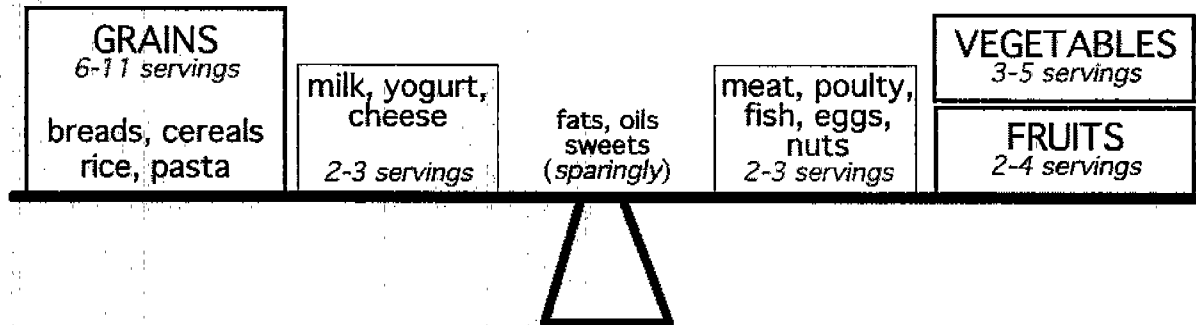 GRAINS
6-11 servings
breads, cereals
rice, pasta
milk, yogurt,
cheese
2-3 servings
fats, oils
sweets
(sparingly)
meat, poulty,
fish, eggs,
nuts
2-3 servings
VEGETABLES
3-5 servings
FRUITS
2-4 servings